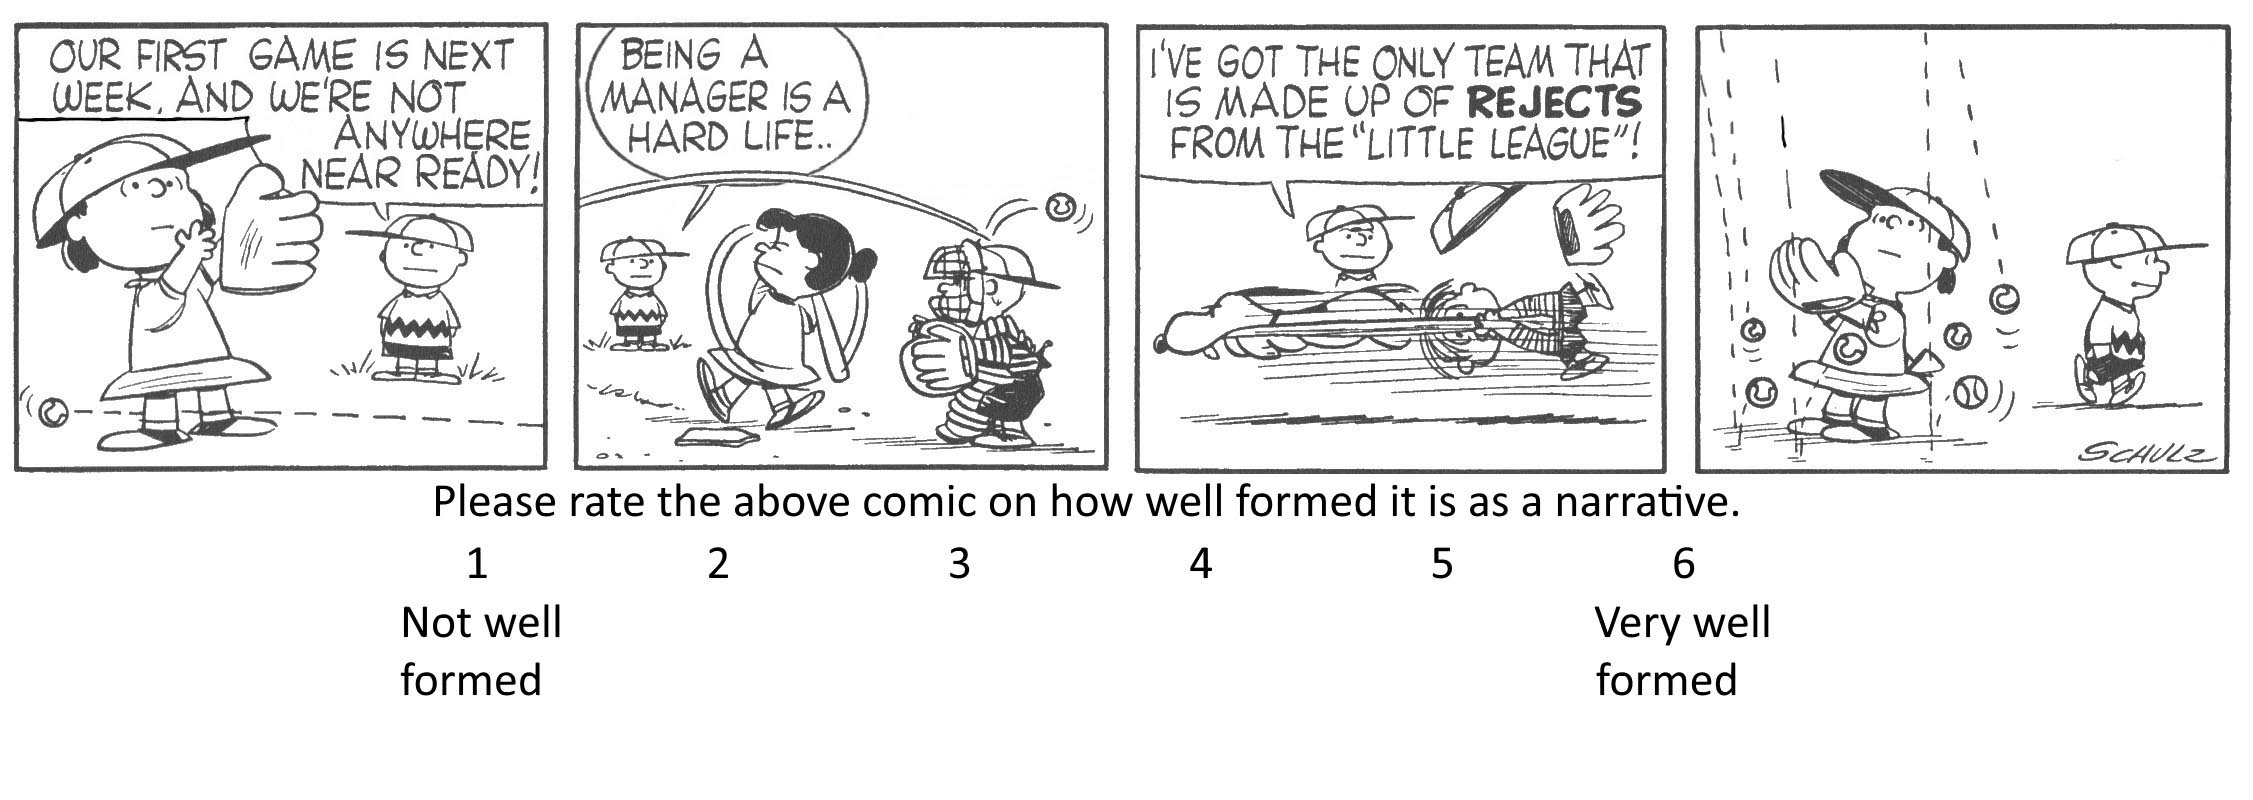 OUR FIRST GAME IS NEXT
WEEK, AND WE'RE NOT
ANYWHERE
NEAR READY!
BEING A
MANAGER IS A
HARD LIFE..
I'VE GOT THE ONLY TEAM THAT
IS MADE UP OF REJECTS
FROM THE "LITTLE LEAGUE"!
SCHULZ
Please rate the above comic on how well formed it is as a narrative.
1 2 3 4 5 6
Not well
formed
Very well
formed